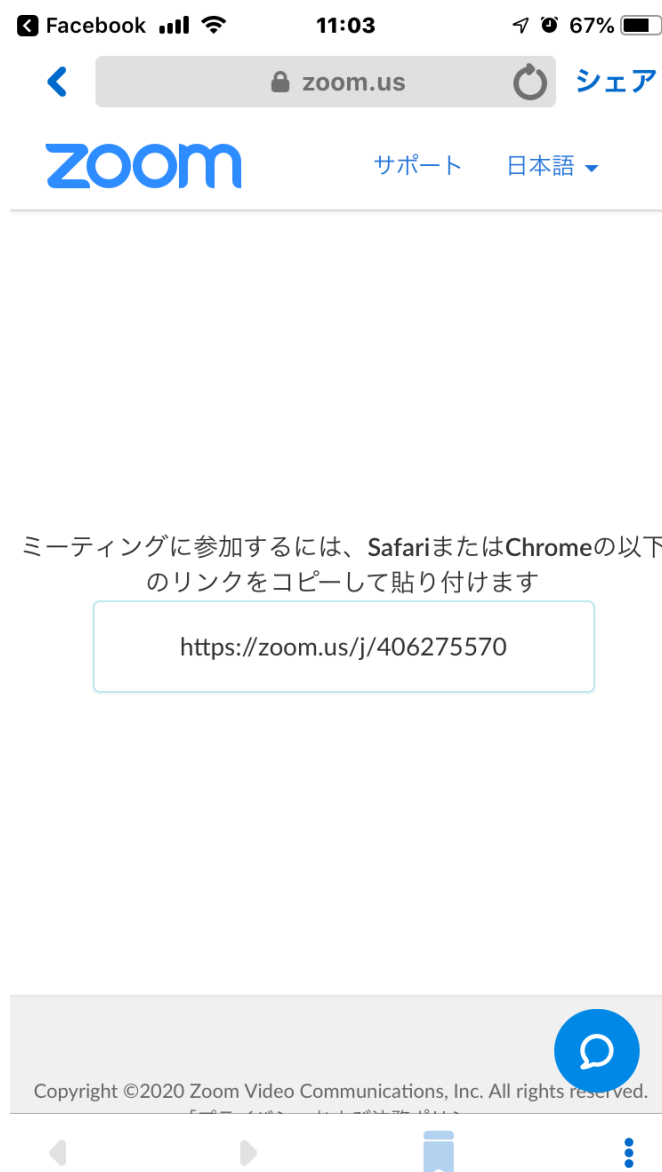 Facebook 11:03 67%
zoom.us シェア
zoom サポート 日本語
ミーティングに参加するには、SafariまたはChromeの以下
のリンクをコピーして貼り付けます
https://zoom.us/j/406275570
Copyright ©2020 Zoom Video Communications, Inc. All rights reserved.